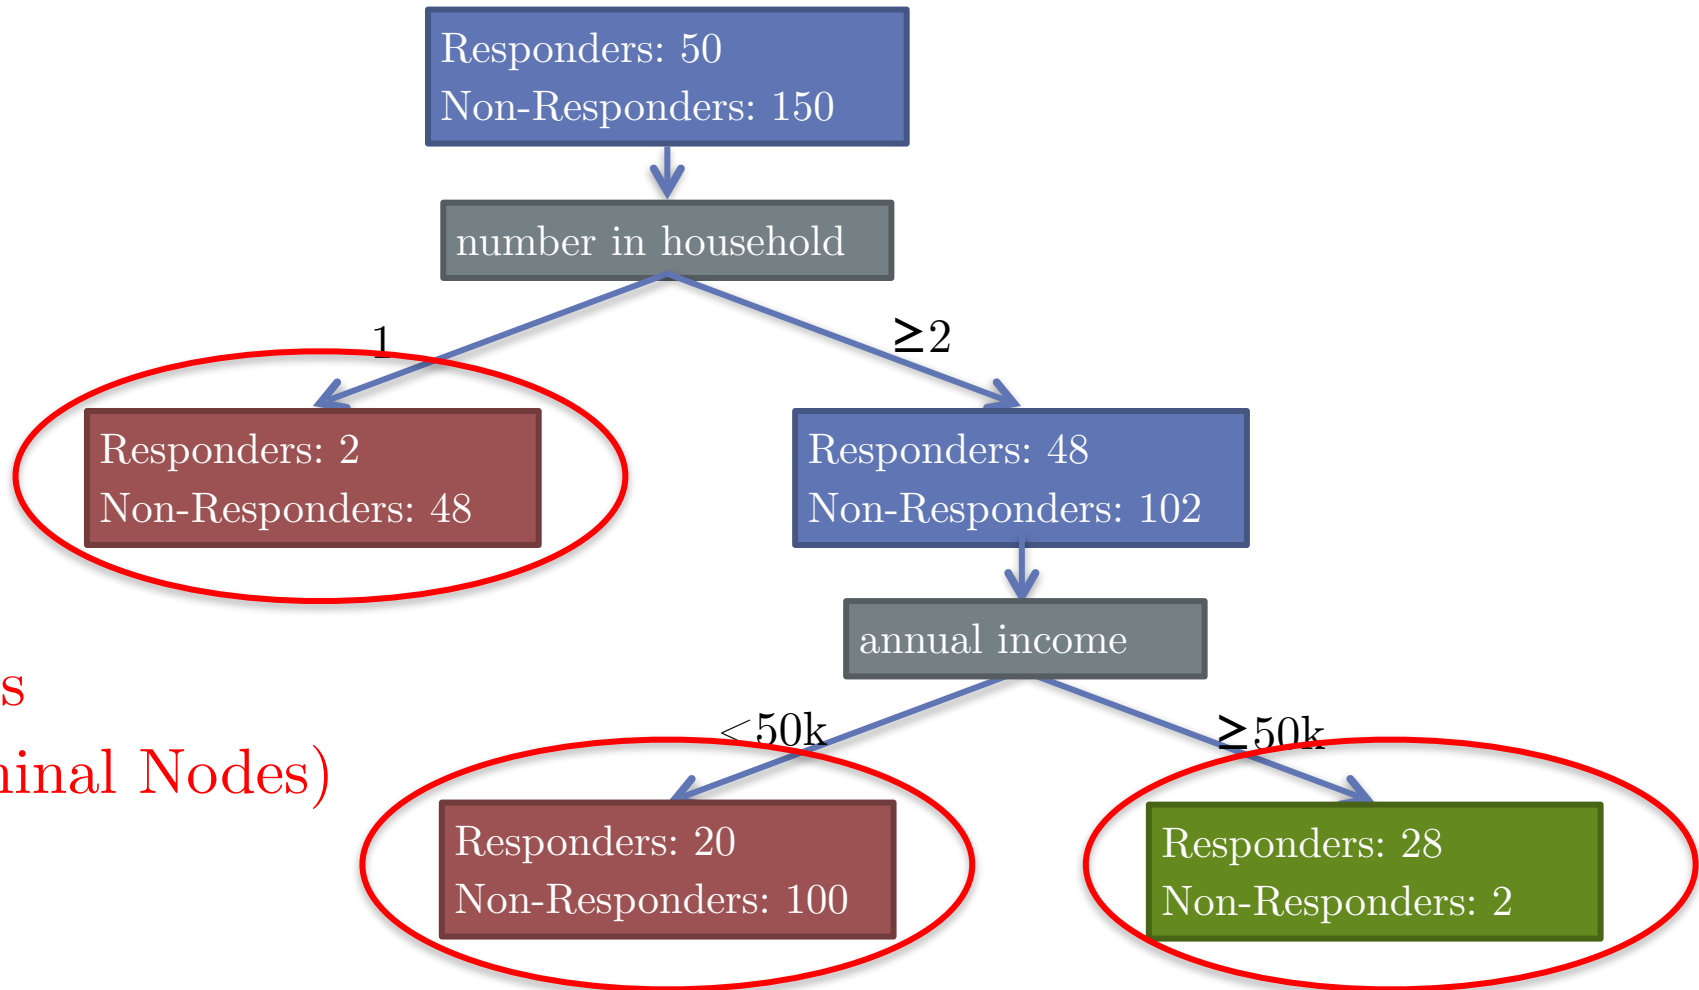 Responders: 50
Non-Responders: 150
number in household
1
≥2
Responders: 2
Non-Responders: 48
Responders: 48
Non-Responders: 102
annual income
s
inal Nodes)
<50k
≥50k
Responders: 20
Non-Responders: 100
Responders: 28
Non-Responders: 2